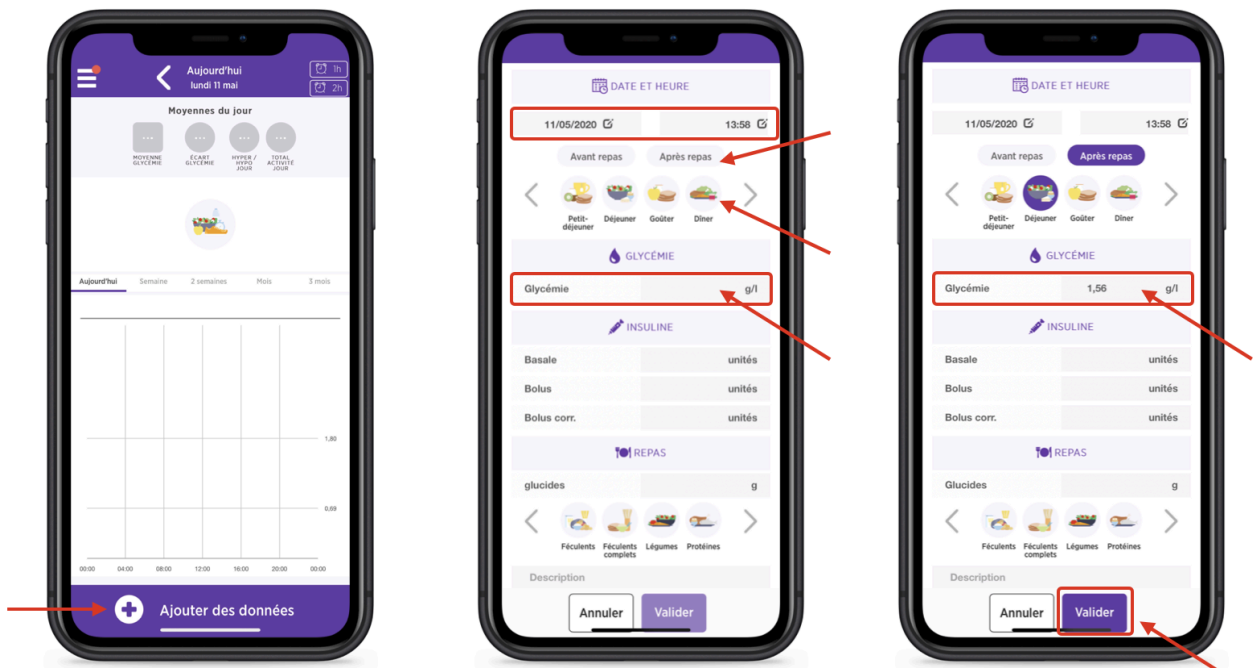 Aujourd'hui
lundi 11 mai
1h
2h
Moyennes du jour
MOYENNE GLYCÉMIE
ÉCART GLYCÉMIE
HYPER / HYPO JOUR
TOTAL ACTIVITÉ JOUR
Aujourd'hui Semaine 2 semaines Mois 3 mois
1,80
0,69
00:00 04:00 08:00 12:00 16:00 20:00 00:00
Ajouter des données
DATE ET HEURE
11/05/2020 13:58
Avant repas Après repas
Petit-déjeuner Déjeuner Goûter Dîner
GLYCÉMIE
Glycémie g/l
INSULINE
Basale unités
Bolus unités
Bolus corr. unités
REPAS
glucides g
Féculents Féculents complets Légumes Protéines
Description
Annuler Valider
DATE ET HEURE
11/05/2020 13:58
Avant repas Après repas
Petit-déjeuner Déjeuner Goûter Dîner
GLYCÉMIE
Glycémie 1,56 g/l
INSULINE
Basale unités
Bolus unités
Bolus corr. unités
REPAS
Glucides g
Féculents Féculents complets Légumes Protéines
Description
Annuler Valider